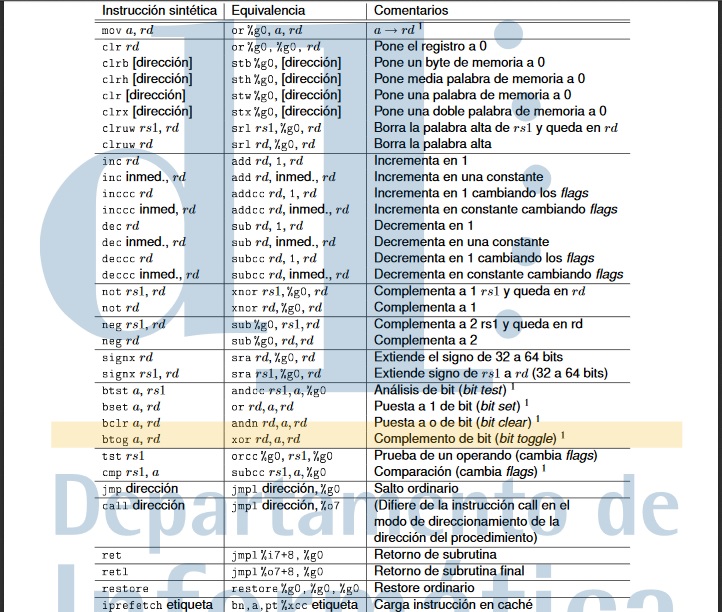 Instrucción sintética Equivalencia Comentarios
mov a, rd or %g0, a, rd a → rd 1
clr rd or %g0, %g0, rd Pone el registro a 0
clrb [dirección] stb %g0, [dirección] Pone un byte de memoria a 0
clrh [dirección] sth %g0, [dirección] Pone media palabra de memoria a 0
clr [dirección] stw %g0, [dirección] Pone una palabra de memoria a 0
clrx [dirección] stx %g0, [dirección] Pone una doble palabra de memoria a 0
clruw rs1, rd srl rs1, %g0, rd Borra la palabra alta de rs1 y queda en rd
clruw rd srl rd, %g0, rd Borra la palabra alta
inc rd add rd, 1, rd Incrementa en 1
inc inmed., rd add rd, inmed., rd Incrementa en una constante
inccc rd addcc rd, 1, rd Incrementa en 1 cambiando los flags
inccc inmed, rd addcc rd, inmed., rd Incrementa en constante cambiando flags
dec rd sub rd, 1, rd Decrementa en 1
dec inmed., rd sub rd, inmed., rd Decrementa en una constante
deccc rd subcc rd, 1, rd Decrementa en 1 cambiando los flags
deccc inmed., rd subcc rd, inmed., rd Decrementa en constante cambiando flags
not rs1, rd xnor rs1, %g0, rd Complementa a 1 rs1 y queda en rd
not rd xnor rd, %g0, rd Complementa a 1
neg rs1, rd sub %g0, rs1, rd Complementa a 2 rs1 y queda en rd
neg rd sub %g0, rd, rd Complementa a 2
signx rd sra rd, %g0, rd Extiende el signo de 32 a 64 bits
signx rs1, rd sra rs1, %g0, rd Extiende signo de rs1 a rd (32 a 64 bits)
btst a, rs1 andcc rs1, a, %g0 Análisis de bit (bit test) 1
bset a, rd or rd, a, rd Puesta a 1 de bit (bit set) 1
bclr a, rd andn rd, a, rd Puesta a o de bit (bit clear) 1
btog a, rd xor rd, a, rd Complemento de bit (bit toggle) 1
tst rs1 orcc %g0, rs1, %g0 Prueba de un operando (cambia flags)
cmp rs1, a subcc rs1, a, %g0 Comparación (cambia flags) 1
jmp dirección jmpl dirección, %g0 Salto ordinario
call dirección jmpl dirección, %o7 (Difiere de la instrucción call en el
modo de direccionamiento de la
dirección del procedimiento)
ret jmpl %i7+8, %g0 Retorno de subrutina
retl jmpl %o7+8, %g0 Retorno de subrutina final
restore restore %g0, %g0, %g0 Restore ordinario
iprefetch etiqueta bn,a,pt %xcc etiqueta Carga instrucción en caché
di:
Departamento de
Informática